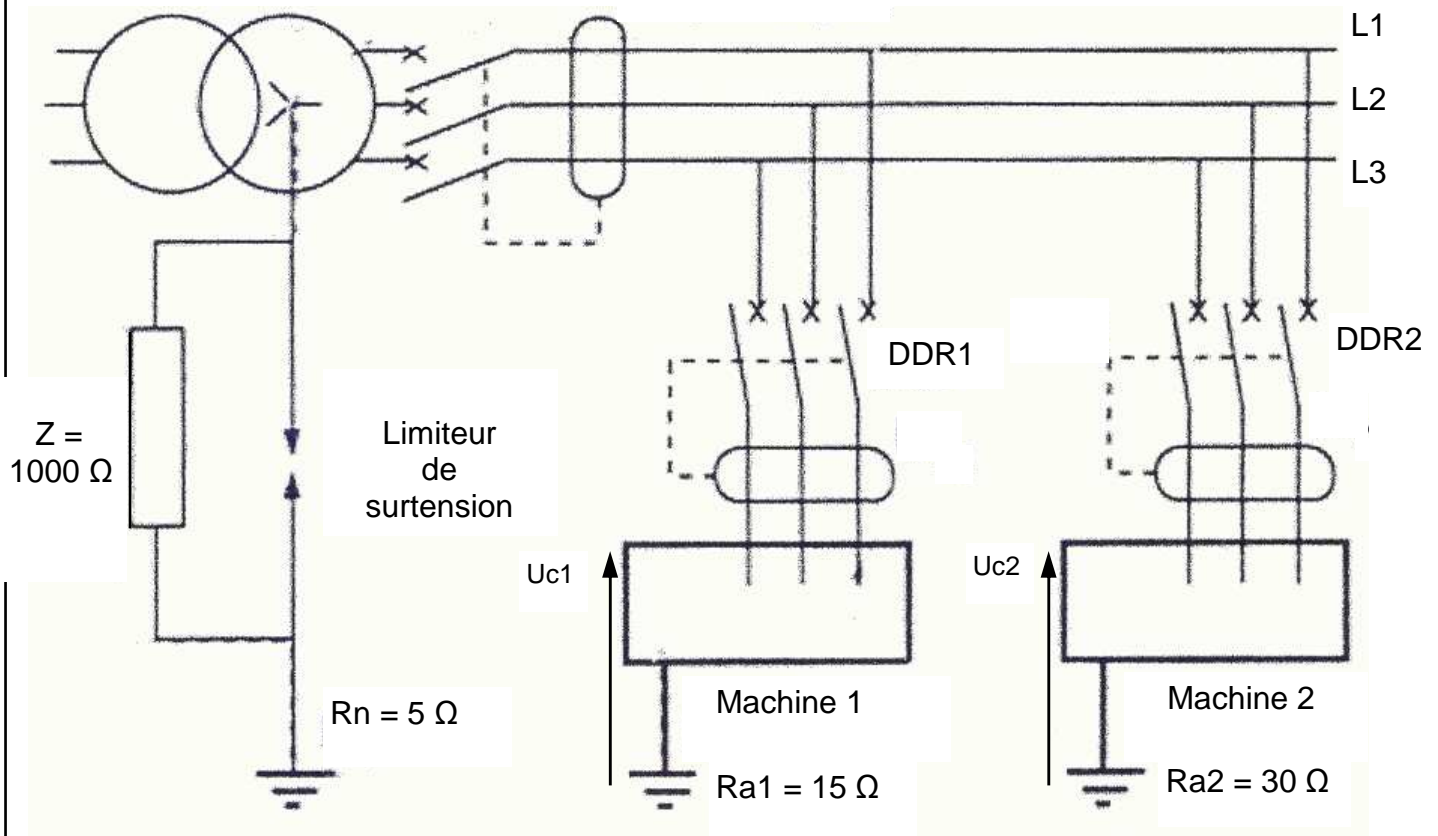 L1
L2
L3
DDR1
DDR2
Z =
1000 Ω
Limiteur
de
surtension
Uc1
Uc2
Rn = 5 Ω
Machine 1
Machine 2
Ra1 = 15 Ω
Ra2 = 30 Ω